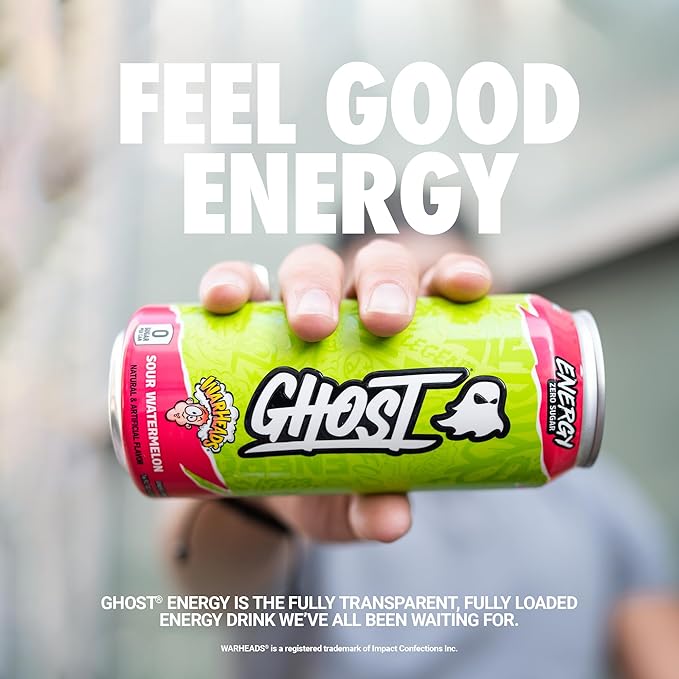 FEEL GOOD
ENERGY
0
SUGAR
SOUR WATERMELON
NATURAL & ARTIFICIAL FLAVOR
WARHEADS
GHOST
LEGEND
ENERGY
ZERO SUGAR
GHOST® ENERGY IS THE FULLY TRANSPARENT, FULLY LOADED
ENERGY DRINK WE'VE ALL BEEN WAITING FOR.
WARHEADS® is a registered trademark of Impact Confections Inc.